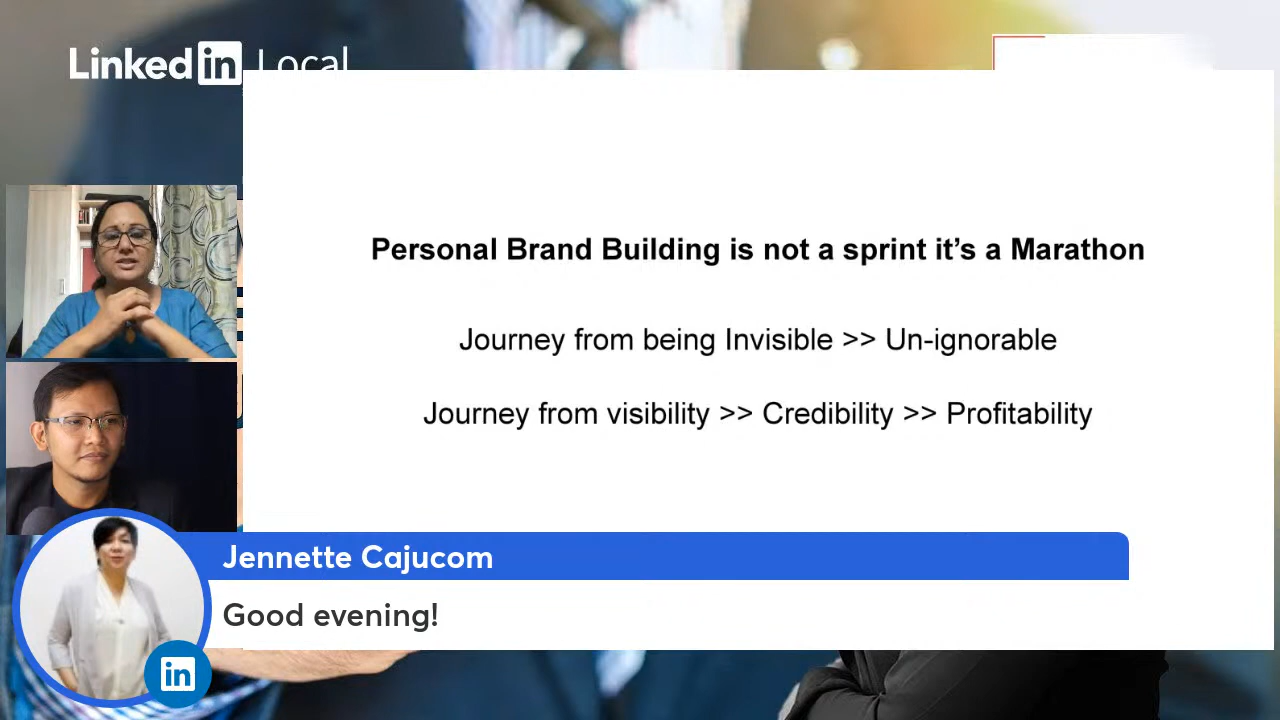 Linkedin Local
Personal Brand Building is not a sprint it’s a Marathon
Journey from being Invisible >> Un-ignorable
Journey from visibility >> Credibility >> Profitability
Jennette Cajucom
Good evening!
in